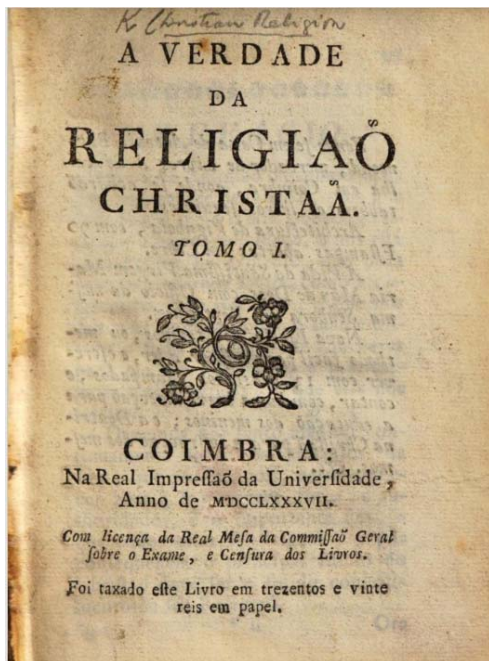 K Christian Religion
A VERDADE
DA
RELIGIAÕ
CHRISTAÃ.
TOMO I.
COIMBRA:
Na Real Impreſſaõ da Univerſidade,
Anno de MDCCLXXXVII.
Com licença da Real Meſa da Commiſſaõ Geral
ſobre o Exame, e Cenſura dos Livros.
Foi taxado eſte Livro em trezentos e vinte
reis em papel.